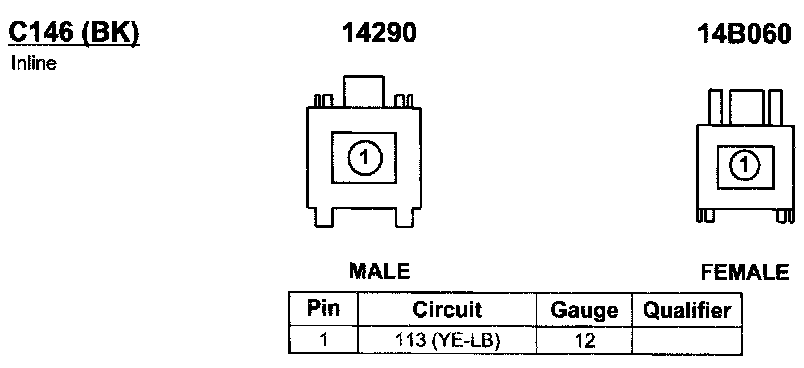 C146 (BK) 14290 14B060
Inline
1 1
MALE FEMALE
Pin Circuit Gauge Qualifier
1 113 (YE-LB) 12